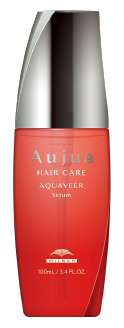 Aujua
HAIR CARE
AQUAVEER
Serum
MILBON
100mL / 3.4 FL.OZ.